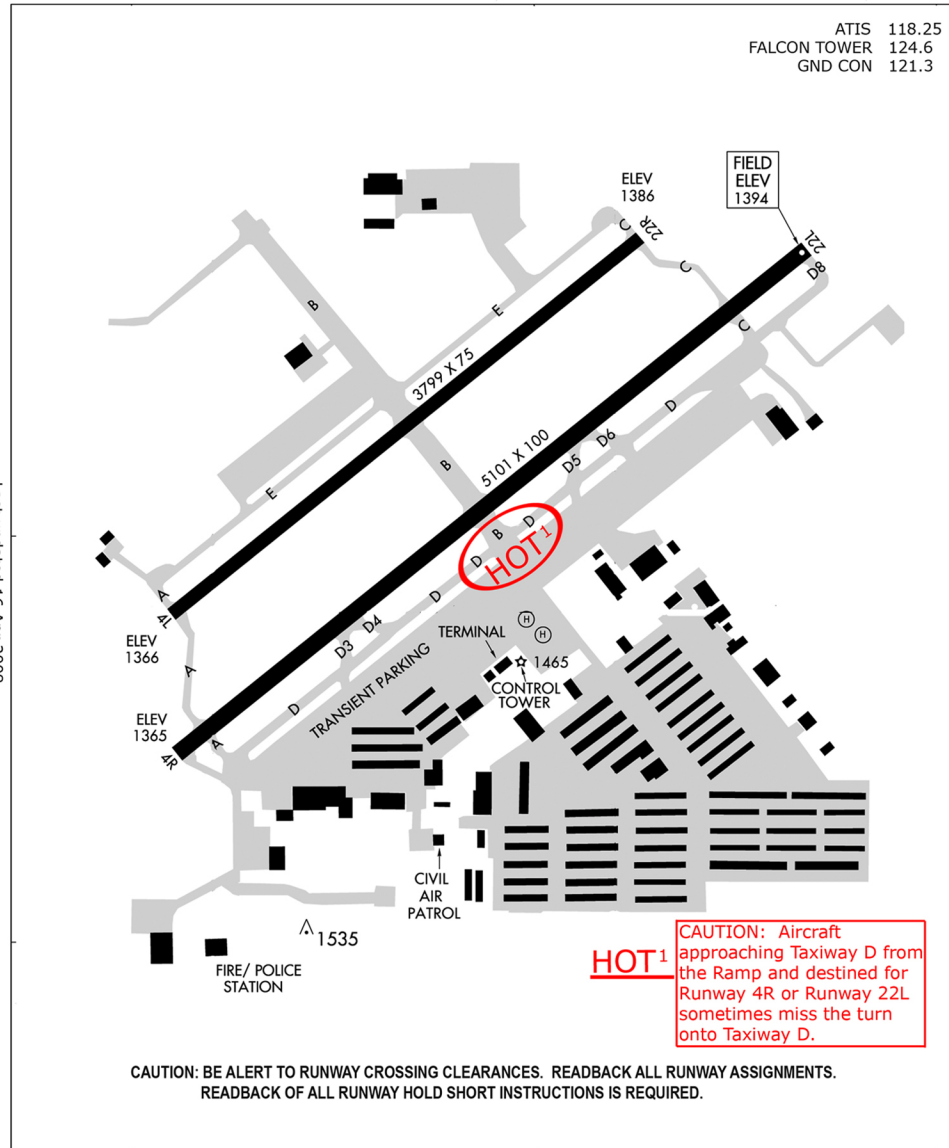 ATIS 118.25
FALCON TOWER 124.6
GND CON 121.3
FIELD
ELEV
1394
ELEV
1386
22R
22L
C
D8
C
C
B
E
3799 X 75
D
B
5101 X 100
D6
D5
E
D
B
D
HOT¹
A
4L
D
D4
D3
ELEV
1366
A
TERMINAL
H
H
1465
CONTROL
TOWER
TRANSIENT PARKING
D
ELEV
1365
A
4R
CIVIL
AIR
PATROL
1535
FIRE/ POLICE
STATION
HOT¹
CAUTION: Aircraft
approaching Taxiway D from
the Ramp and destined for
Runway 4R or Runway 22L
sometimes miss the turn
onto Taxiway D.
CAUTION: BE ALERT TO RUNWAY CROSSING CLEARANCES. READBACK ALL RUNWAY ASSIGNMENTS.
READBACK OF ALL RUNWAY HOLD SHORT INSTRUCTIONS IS REQUIRED.